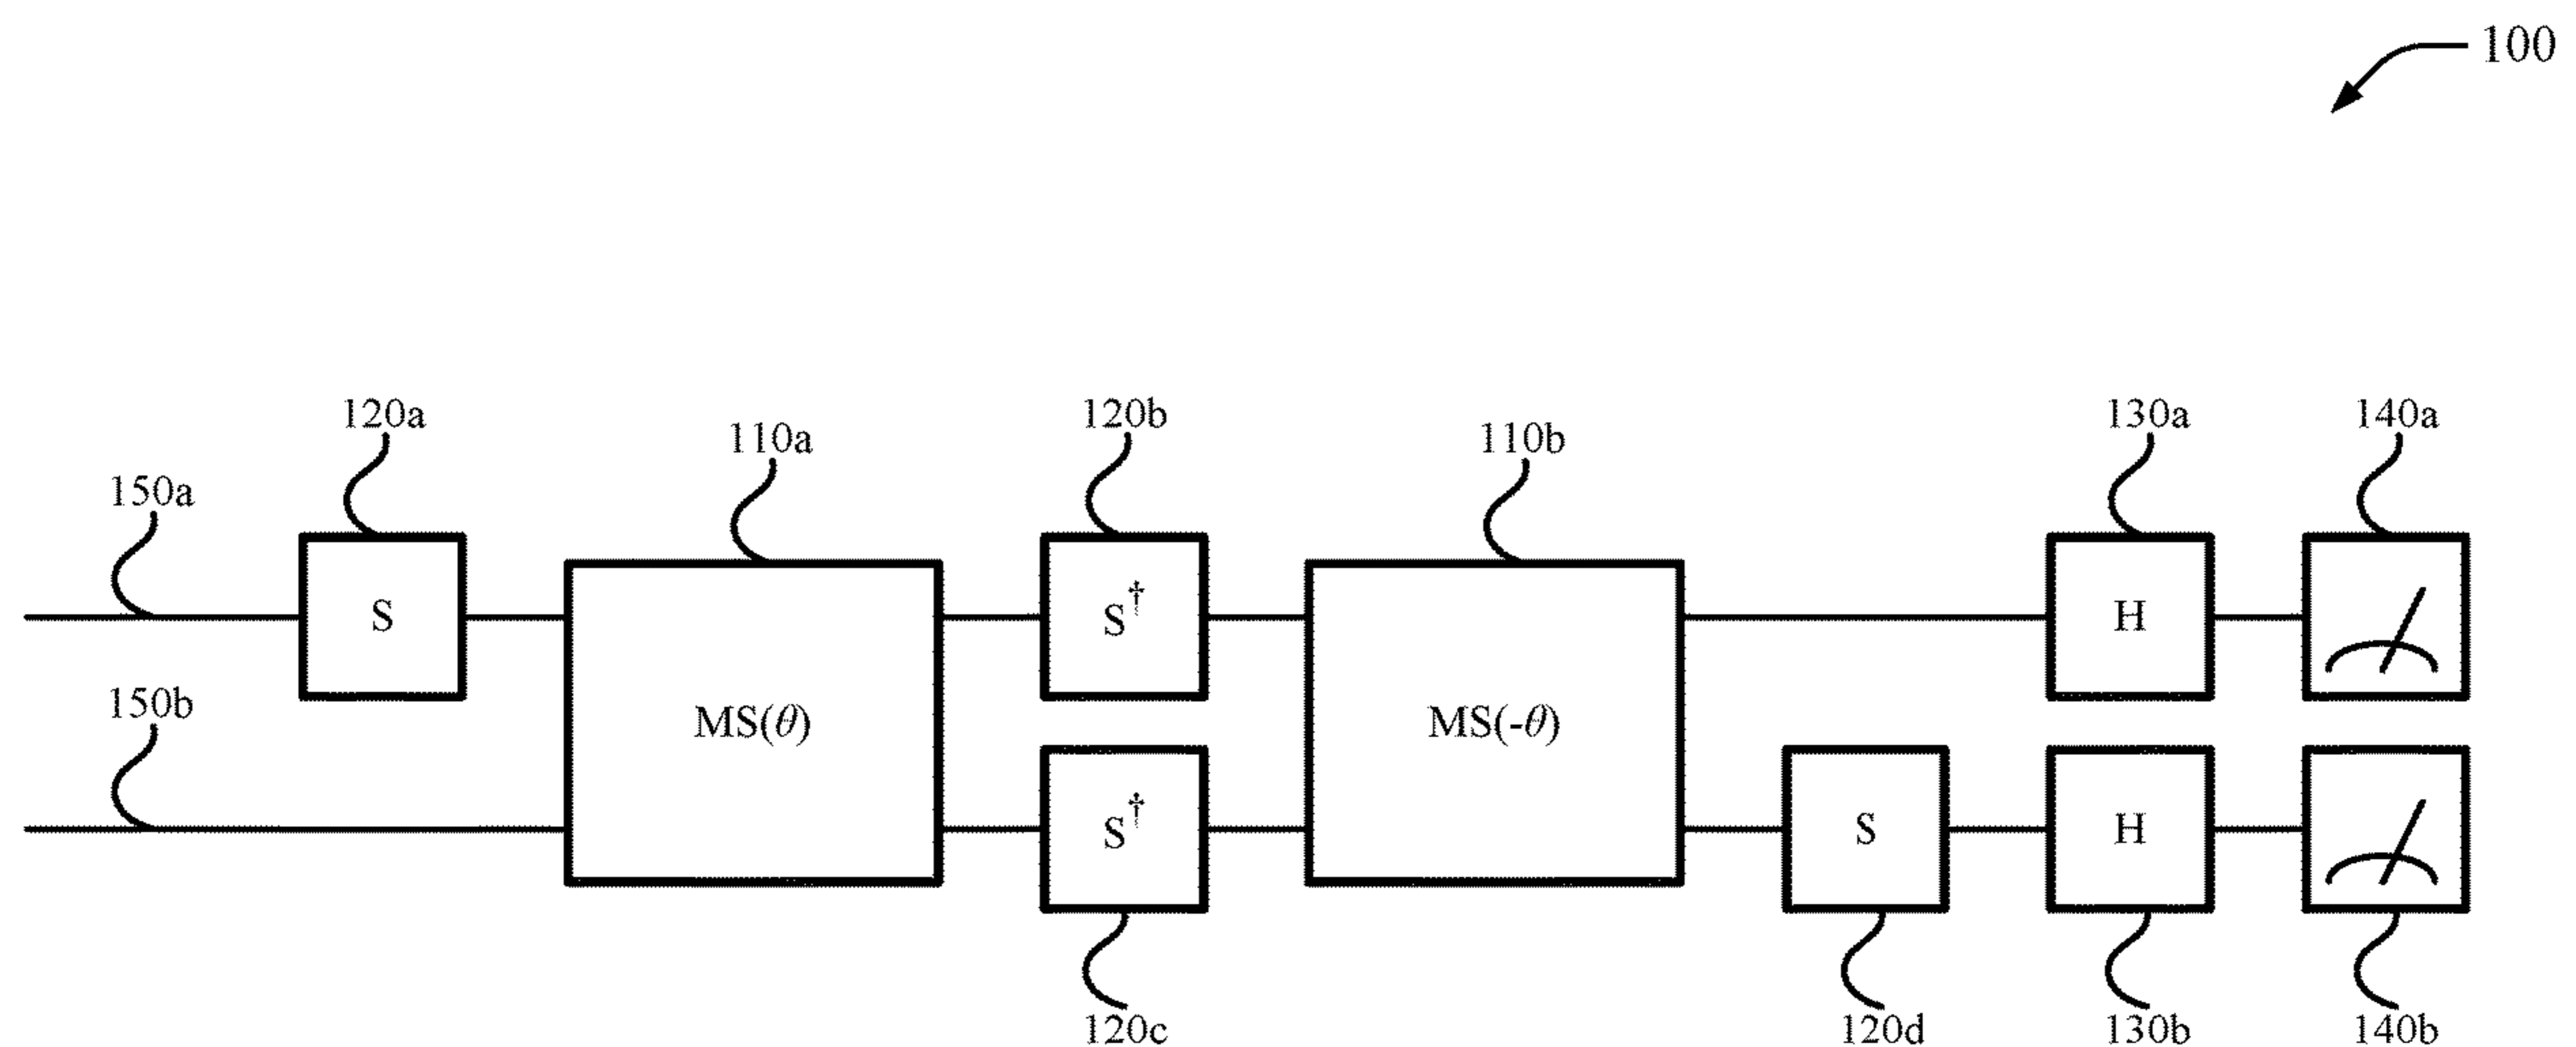 100
120a
120b
130a
140a
110a
110b
150a
S
S†
H
150b
MS(θ)
MS(-θ)
S†
S
H
120c
120d
130b
140b